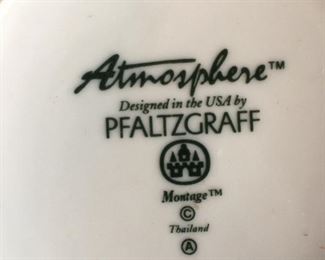 Atmosphere™
Designed in the USA by
PFALTZGRAFF
Montage™
©
Thailand
Ⓐ